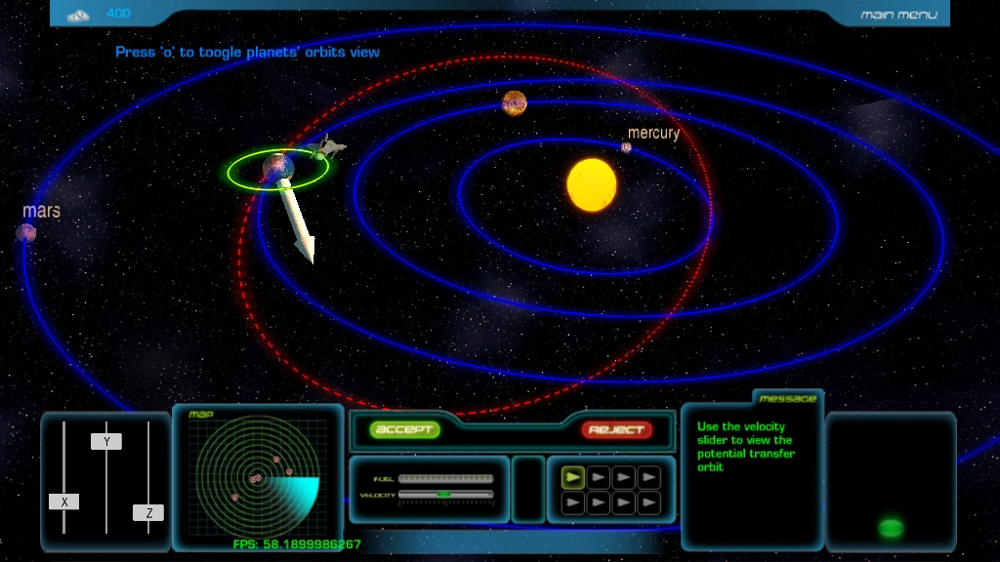 400
main menu
Press 'o' to toogle planets' orbits view
mercury
mars
message
MAP
ACCEPT
REJECT
Use the velocity
slider to view the
potential transfer
orbit
Y
X
Z
FUEL
VELOCITY
FPS: 58.1899986267